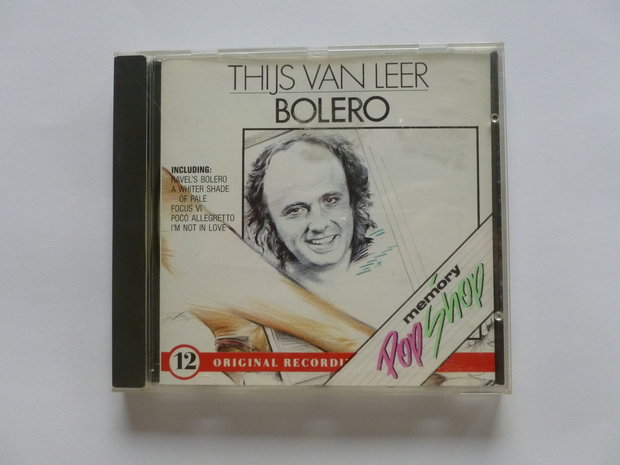 THIJS VAN LEER
BOLERO
INCLUDING:
RAVEL'S BOLERO
A WHITER SHADE
OF PALE
FOCUS VI
POCO ALLEGRETTO
I'M NOT IN LOVE
memory
Pop Shop
12 ORIGINAL RECORDI